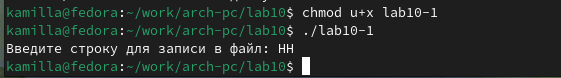 kamilla@fedora:~/work/arch-pc/lab10$ chmod u+x lab10-1
kamilla@fedora:~/work/arch-pc/lab10$ ./lab10-1
Введите строку для записи в файл: НН
kamilla@fedora:~/work/arch-pc/lab10$